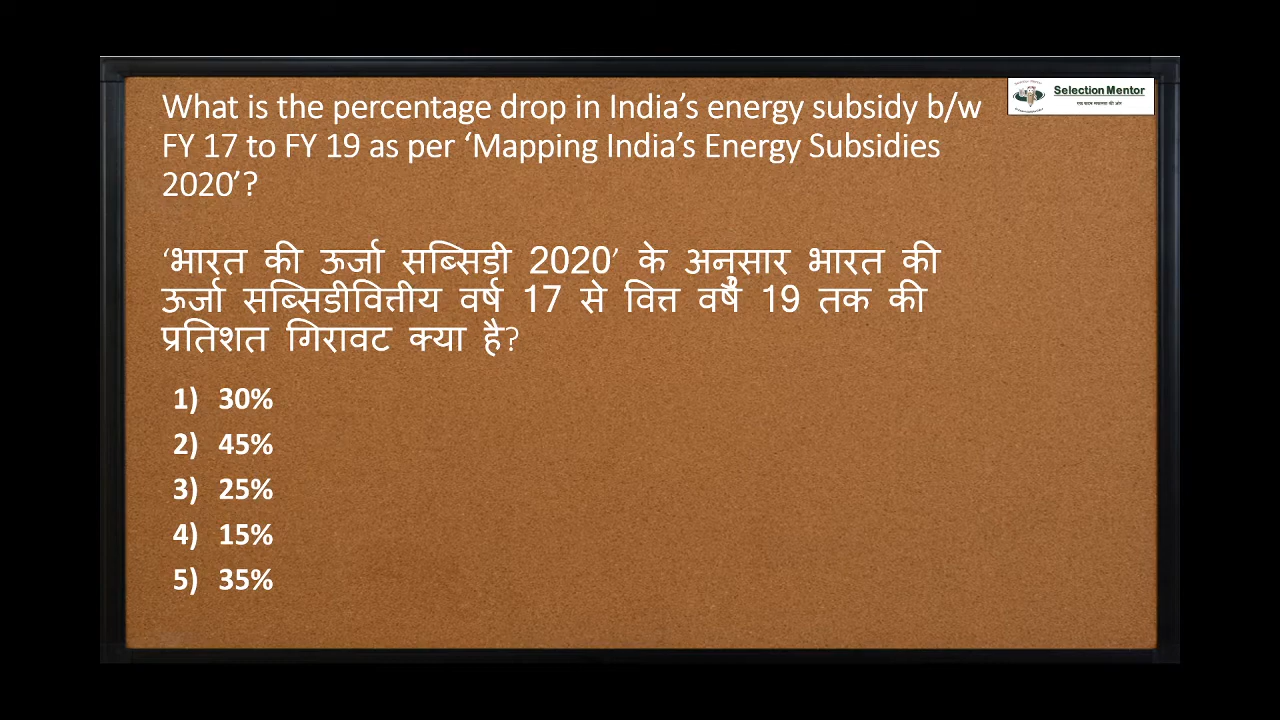 What is the percentage drop in India’s energy subsidy b/w
FY 17 to FY 19 as per ‘Mapping India’s Energy Subsidies
2020’?
‘भारत की ऊर्जा सब्सिडी 2020’ के अनुसार भारत की
ऊर्जा सब्सिडीवित्तीय वर्ष 17 से वित्त वर्ष 19 तक की
प्रतिशत गिरावट क्या है?
1) 30%
2) 45%
3) 25%
4) 15%
5) 35%
Selection Mentor